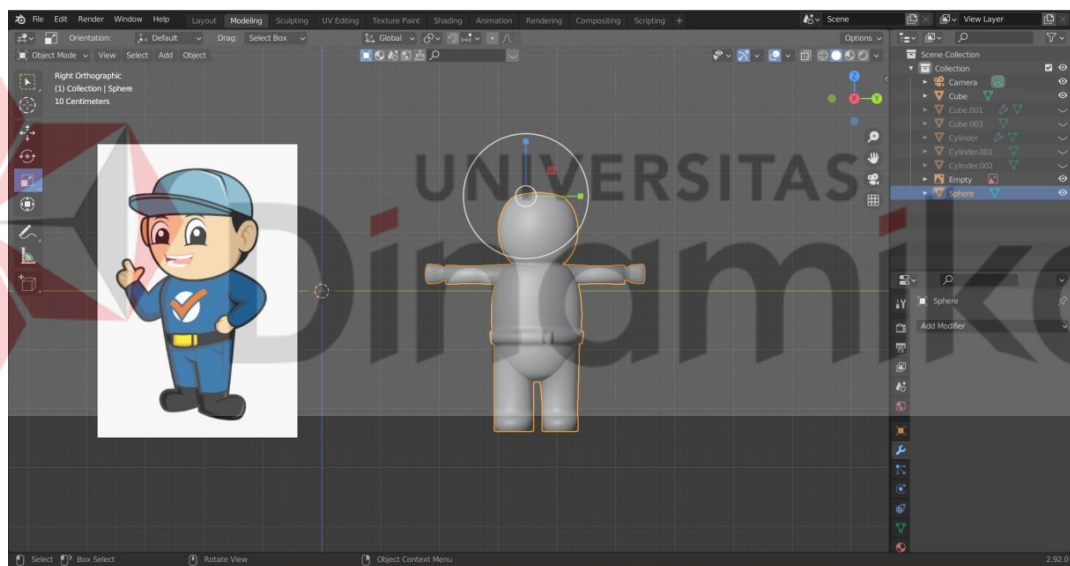 File Edit Render Window Help Layout Modeling Sculpting UV Editing Texture Paint Shading Animation Rendering Compositing Scripting + Scene View Layer
Orientation: Default Drag: Select Box Global Options
Object Mode View Select Add Object
Right Orthographic
(1) Collection | Sphere
10 Centimeters
Z
X
Y
Scene Collection
Collection
Camera
Cube
Cube.001
Cube.003
Cylinder
Cylinder.001
Cylinder.002
Empty
Sphere
UNIVERSITAS
Dinamika
Sphere
Add Modifier
Select Box Select Rotate View Object Context Menu 2.92.0